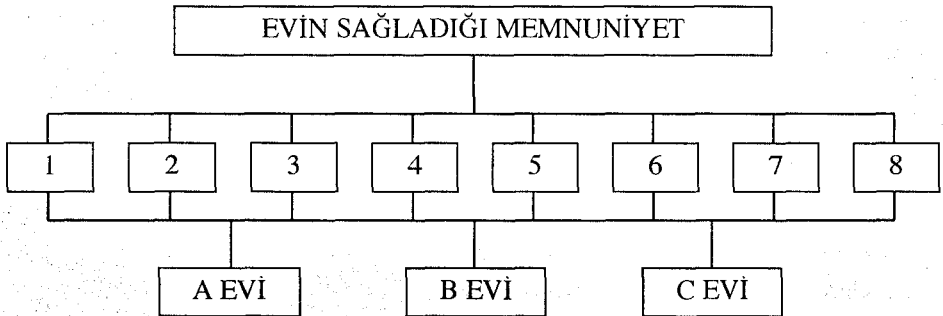 EVİN SAĞLADIĞI MEMNUNİYET
1 2 3 4 5 6 7 8
A EVİ B EVİ C EVİ